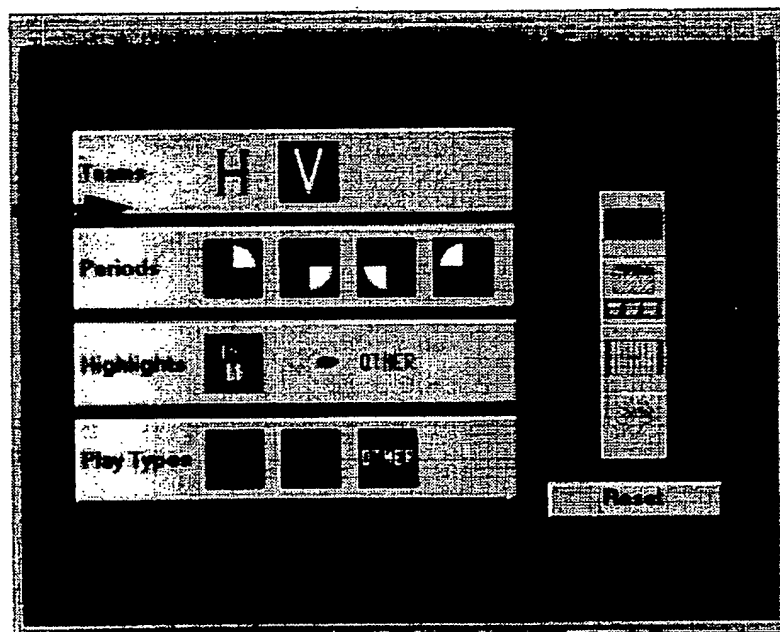 Teams H V
Periods
Highlights OTHER
Play Types OTHER
Reset